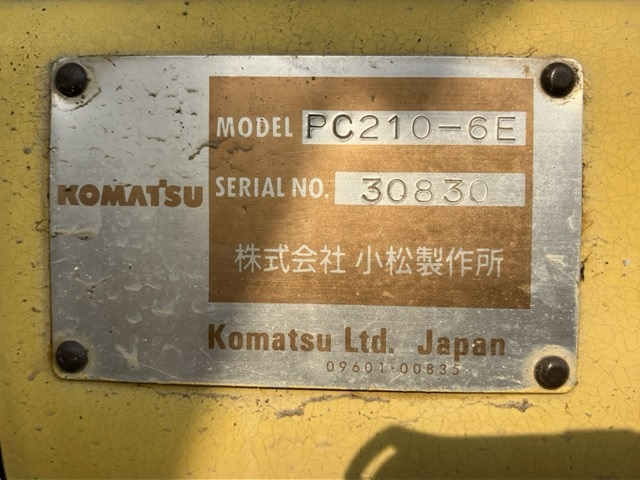 MODEL PC210-6E
KOMATSU
SERIAL NO. 30830
株式会社 小松製作所
Komatsu Ltd. Japan
09601-00835